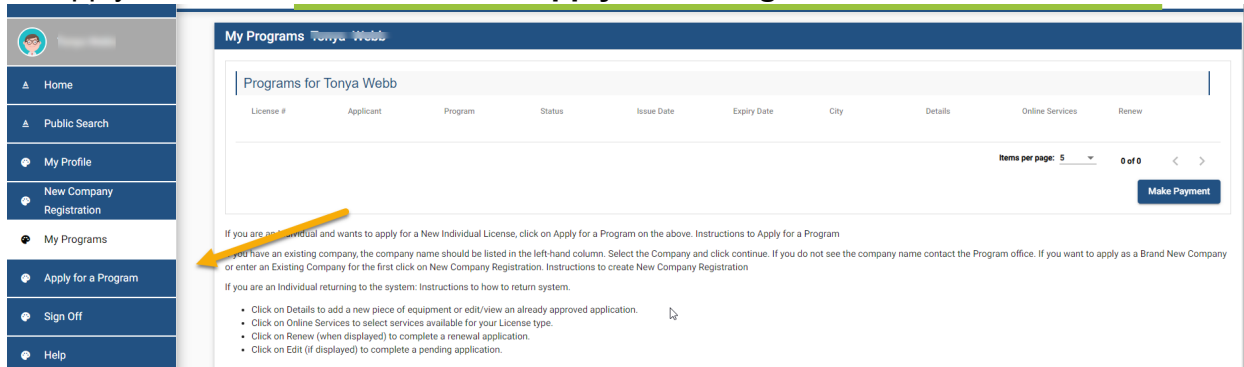 My Programs Tonya Webb
Home
Public Search
My Profile
New Company
Registration
My Programs
Apply for a Program
Sign Off
Help
Programs for Tonya Webb
License # Applicant Program Status Issue Date Expiry Date City Details Online Services Renew
Items per page: 5 0 of 0
Make Payment
If you are an Individual and wants to apply for a New Individual License, click on Apply for a Program on the above. Instructions to Apply for a Program
you have an existing company, the company name should be listed in the left-hand column. Select the Company and click continue. If you do not see the company name contact the Program office. If you want to apply as a Brand New Company
or enter an Existing Company for the first click on New Company Registration. Instructions to create New Company Registration
If you are an Individual returning to the system: Instructions to how to return system.
• Click on Details to add a new piece of equipment or edit/view an already approved application.
• Click on Online Services to select services available for your License type.
• Click on Renew (when displayed) to complete a renewal application.
• Click on Edit (if displayed) to complete a pending application.